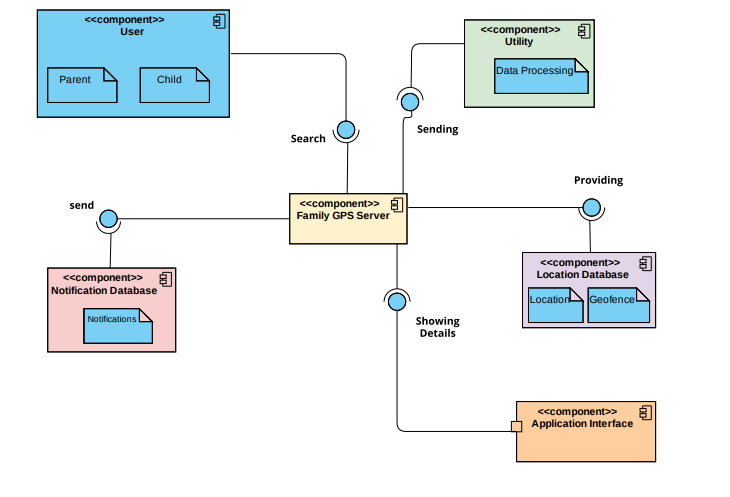 <<component>>
User
Parent
Child
<<component>>
Utility
Data Processing
Search
Sending
<<component>>
Family GPS Server
send
Providing
<<component>>
Notification Database
Notifications
<<component>>
Location Database
Location
Geofence
Showing
Details
<<component>>
Application Interface